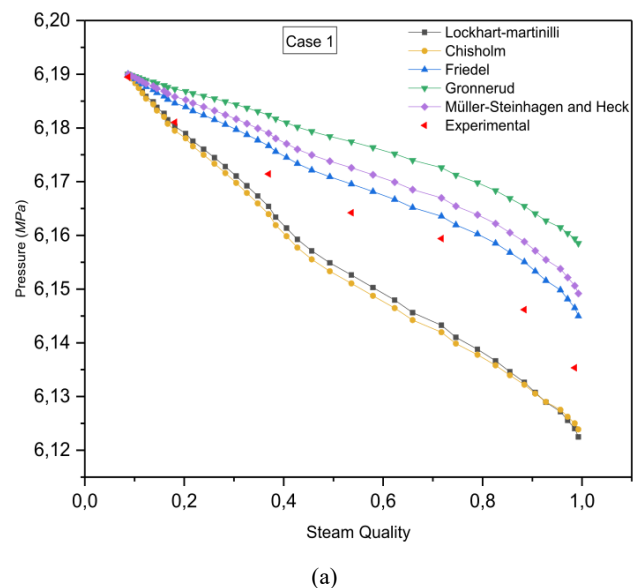 6,20
6,19
6,18
6,17
6,16
6,15
6,14
6,13
6,12
Pressure (MPa)
Case 1
Lockhart-martinilli
Chisholm
Friedel
Gronnerud
Müller-Steinhagen and Heck
Experimental
0,0 0,2 0,4 0,6 0,8 1,0
Steam Quality
(a)